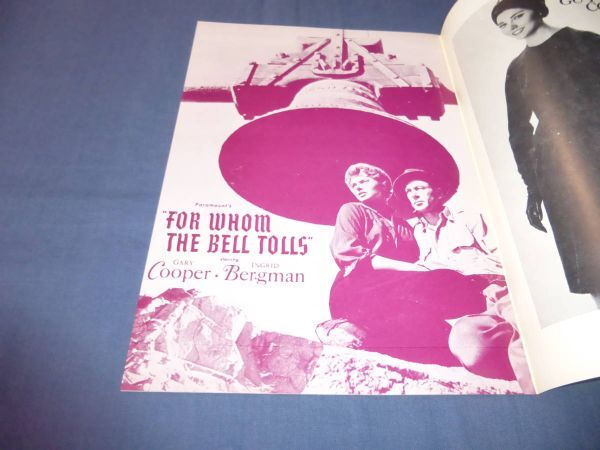 Paramount's
"FOR WHOM
THE BELL TOLLS"
starring
GARY INGRID
Cooper · Bergman